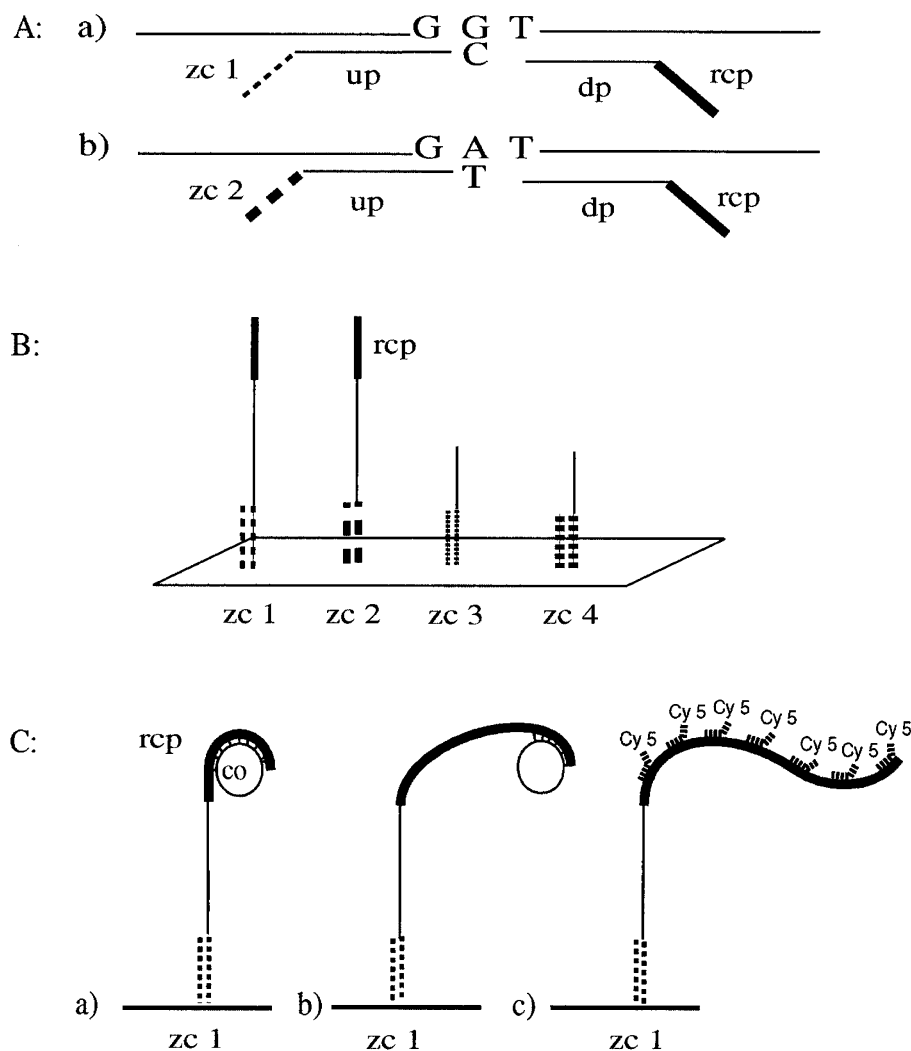 A: a) G G T
C
zc 1 up dp rcp
b) G A T
T
zc 2 up dp rcp
B: rcp
zc 1 zc 2 zc 3 zc 4
C: rcp co
Cy 5 Cy 5 Cy 5 Cy 5 Cy 5 Cy 5 Cy 5
a) b) c)
zc 1 zc 1 zc 1